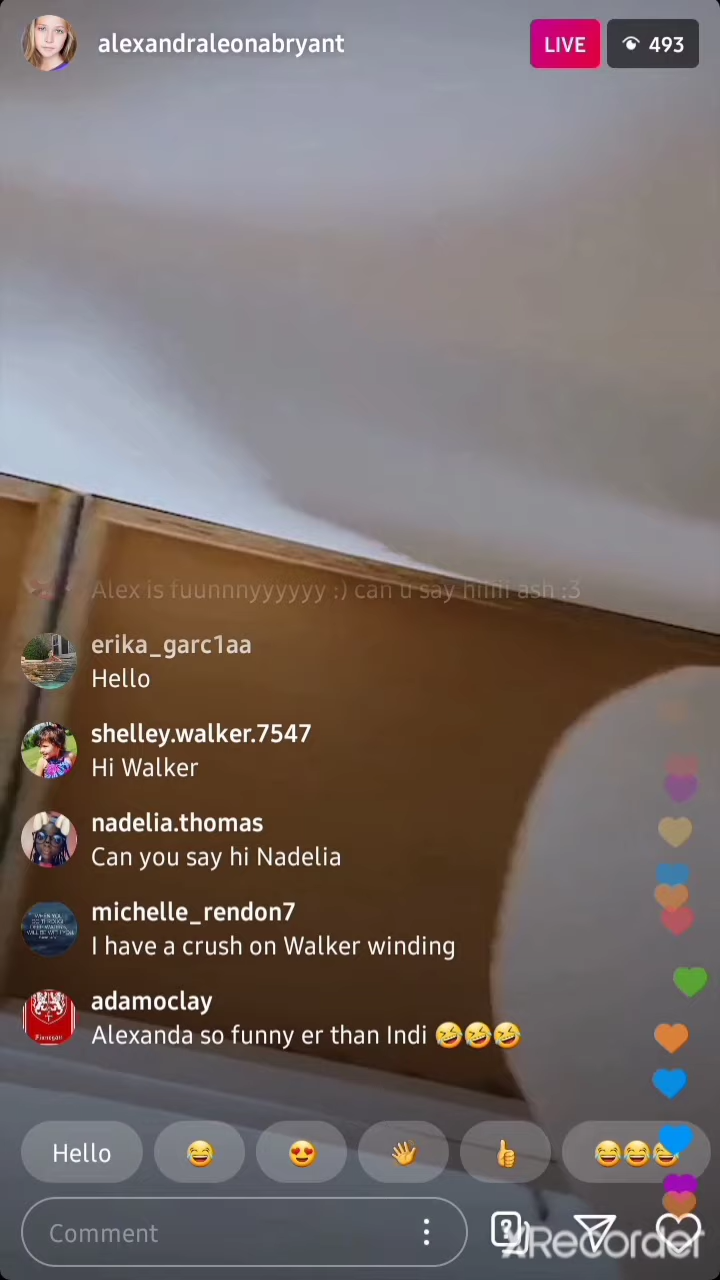 alexandraleonabryant
LIVE
493
Alex is fuunnnyyyyyy :) can u say hiiiii ash :3
erika_garc1aa
Hello
shelley.walker.7547
Hi Walker
nadelia.thomas
Can you say hi Nadelia
michelle_rendon7
I have a crush on Walker winding
adamoclay
Alexanda so funny er than Indi 🤣🤣🤣
Hello 😂 😍 👋 👍 😂😂😂
Comment
XRecorder